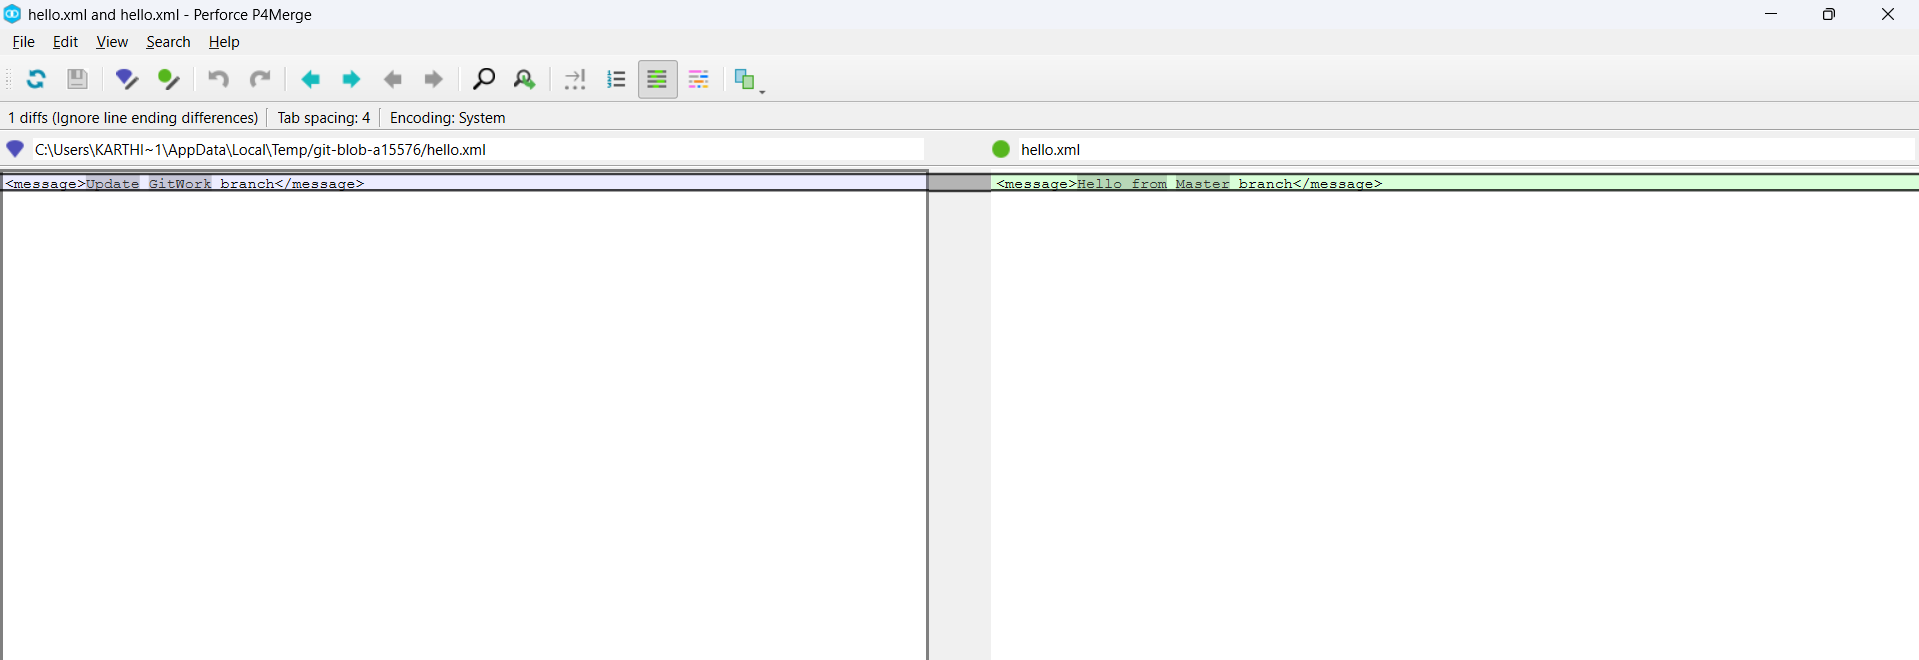 hello.xml and hello.xml - Perforce P4Merge
File Edit View Search Help
1 diffs (Ignore line ending differences) Tab spacing: 4 Encoding: System
C:\Users\KARTHI~1\AppData\Local\Temp/git-blob-a15576/hello.xml hello.xml
<message>Update GitWork branch</message> <message>Hello from Master branch</message>